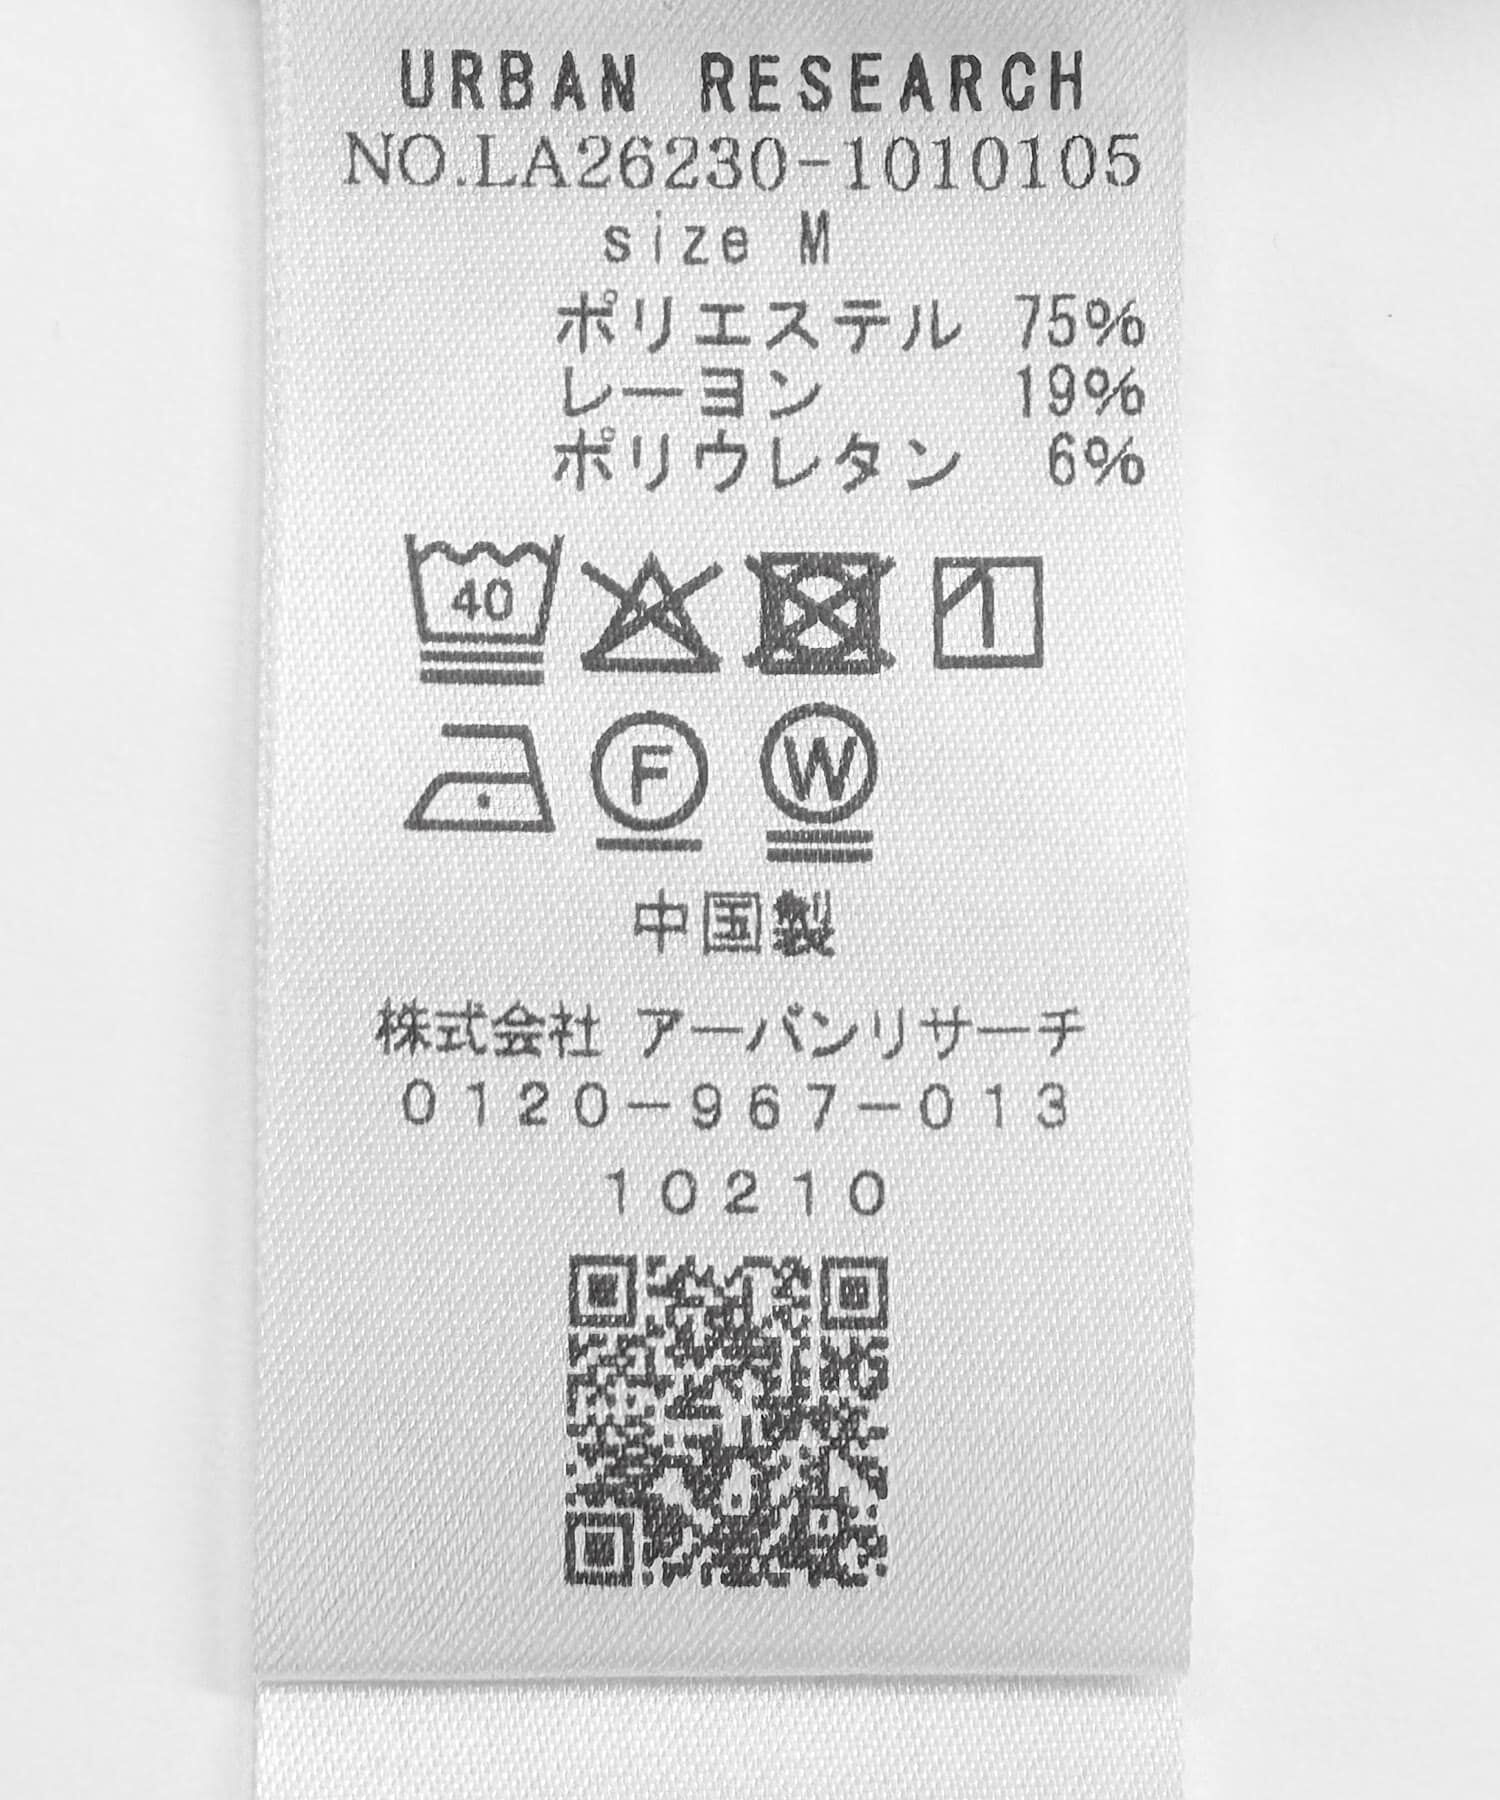 URBAN RESEARCH
NO.LA26230-1010105
size M
ポリエステル 75%
レーヨン 19%
ポリウレタン 6%
40
F W
中国製
株式会社 アーバンリサーチ
0120-967-013
10210